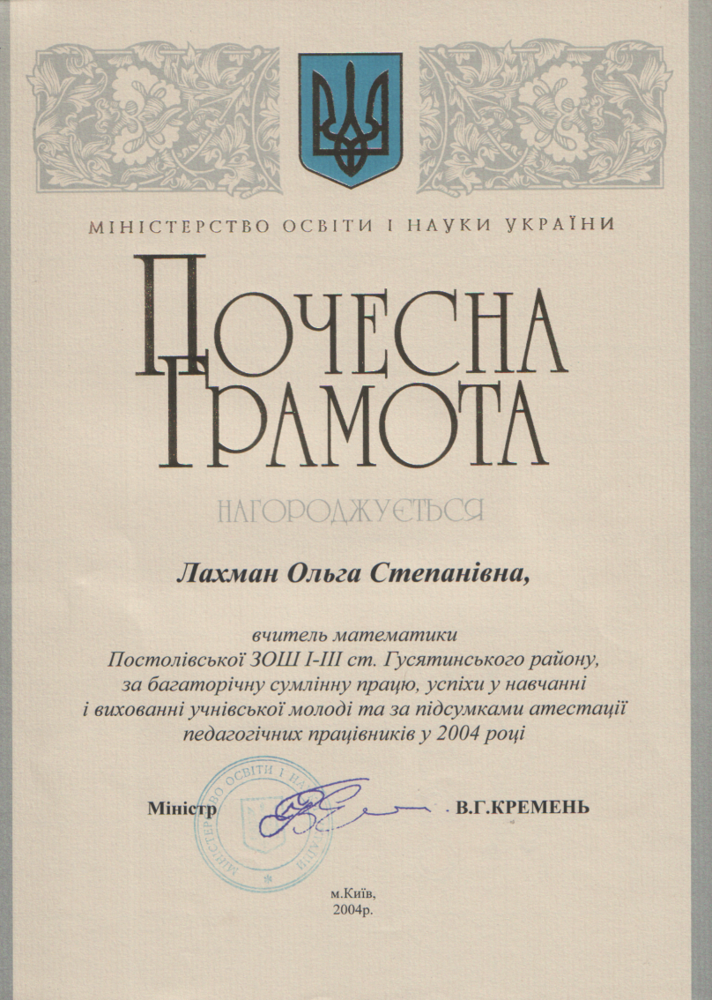 МІНІСТЕРСТВО ОСВІТИ І НАУКИ УКРАЇНИ
ПОЧЕСНА
ГРАМОТА
НАГОРОДЖУЄТЬСЯ
Лахман Ольга Степанівна,
вчитель математики
Постолівської ЗОШ І-ІІІ ст. Гусятинського району,
за багаторічну сумлінну працю, успіхи у навчанні
і вихованні учнівської молоді та за підсумками атестації
педагогічних працівників у 2004 році
Міністр В.Г.КРЕМЕНЬ
МІНІСТЕРСТВО ОСВІТИ І
м.Київ,
2004р.